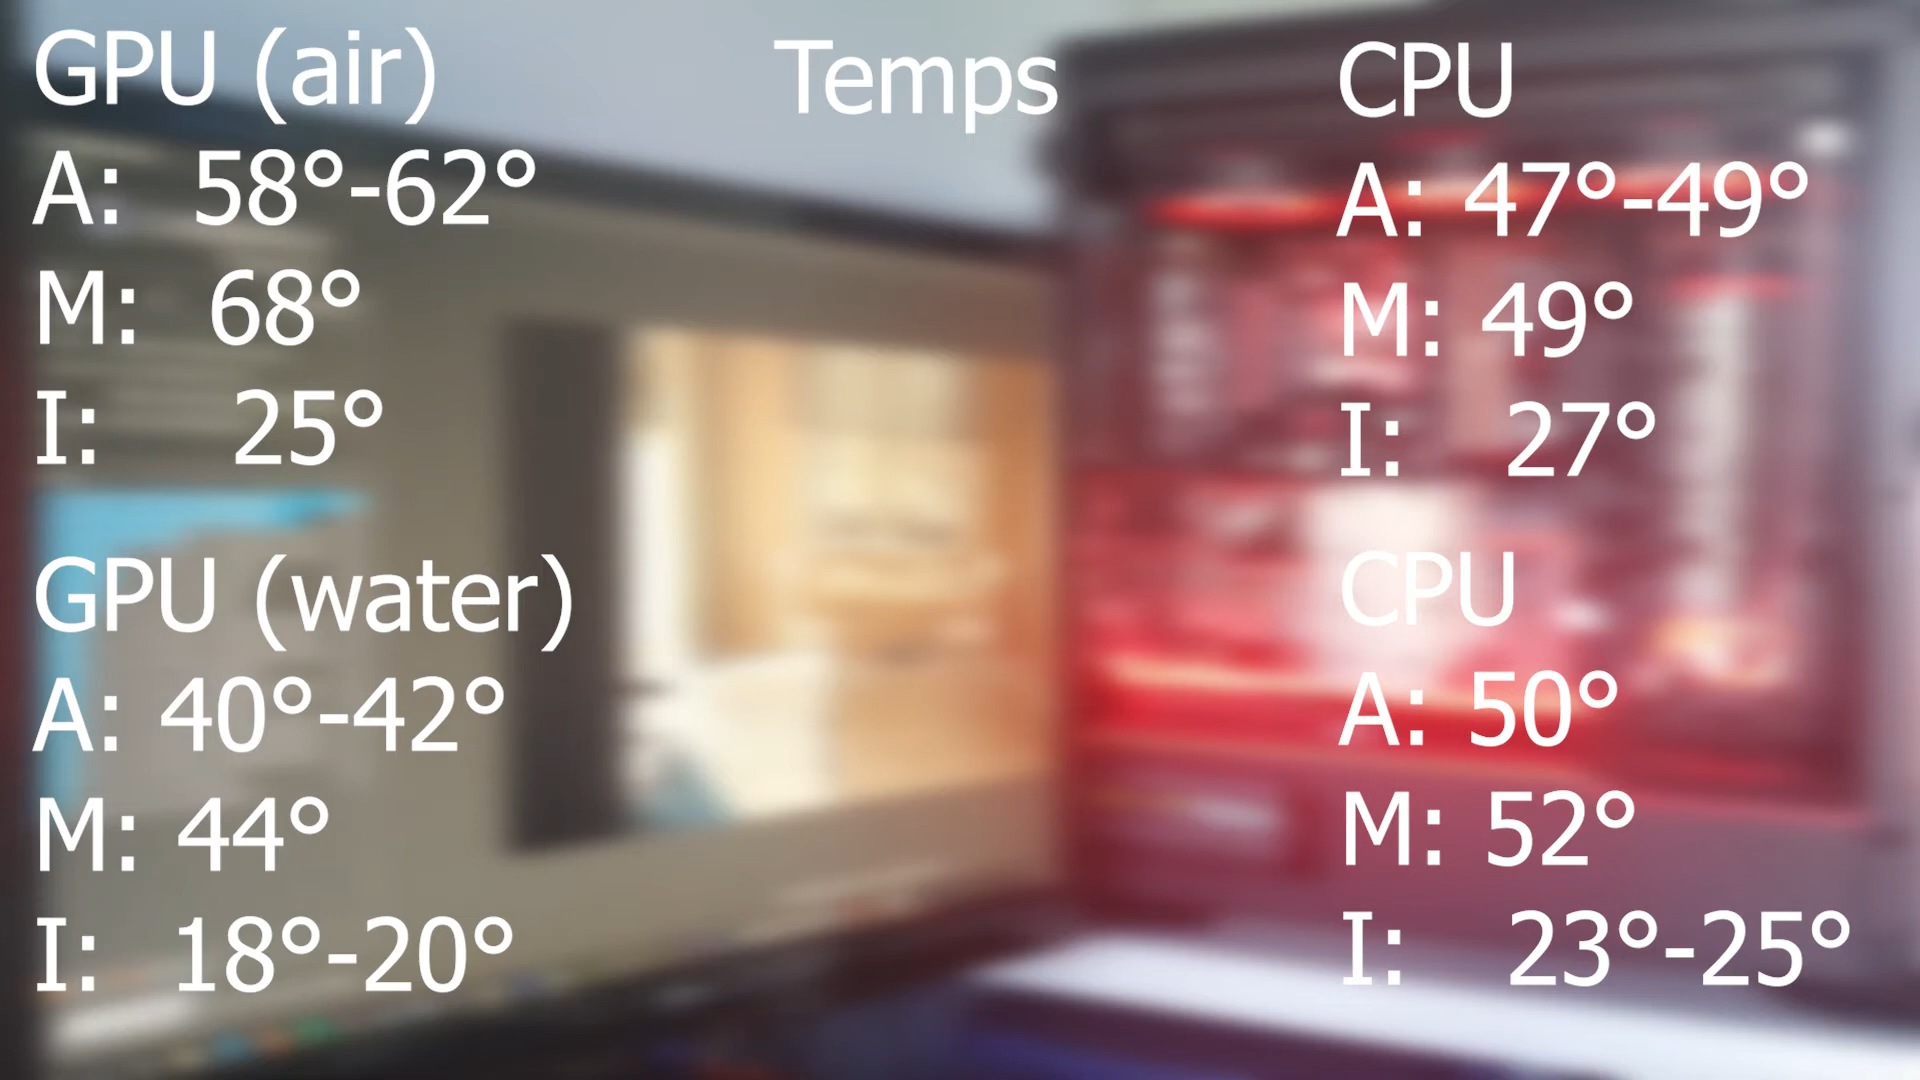 Temps
GPU (air)
A: 58°-62°
M: 68°
I: 25°
CPU
A: 47°-49°
M: 49°
I: 27°
GPU (water)
A: 40°-42°
M: 44°
I: 18°-20°
CPU
A: 50°
M: 52°
I: 23°-25°